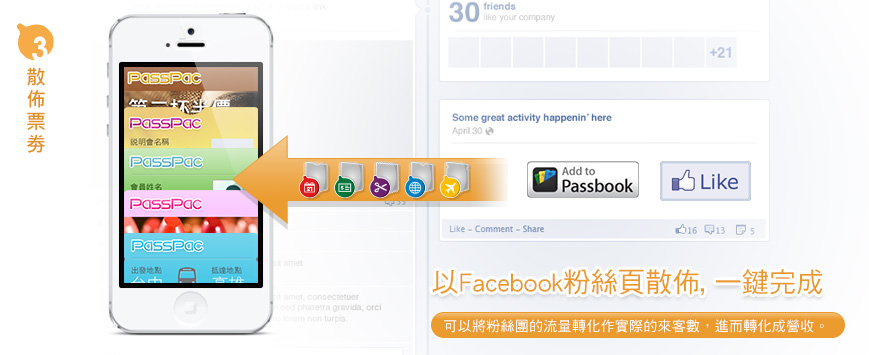 3
散佈票券
PassPac
第二杯半價
PassPac
説明會名稱
PassPac
會員姓名
PassPac
PassPac
出發地點
抵達地點
台中
高雄
21
30 friends
like your company
+21
Some great activity happenin' here
April 30
Add to
Passbook
Like
Like – Comment – Share
16
13
5
et amet
t amet, consectetuer
sed pharetra gravida, orci
lorem non turpis.
以Facebook粉絲頁散佈, 一鍵完成
可以將粉絲團的流量轉化作實際的來客數，進而轉化成營收。